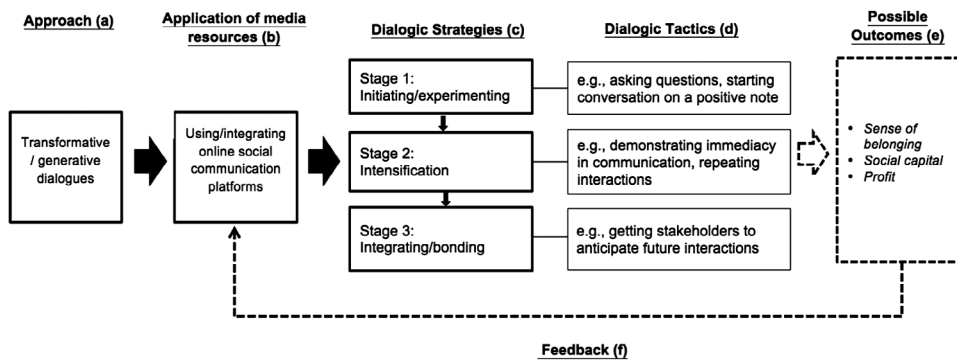 Approach (a)
Application of media
resources (b)
Dialogic Strategies (c)
Dialogic Tactics (d)
Possible
Outcomes (e)
Transformative
/ generative
dialogues
Using/integrating
online social
communication
platforms
Stage 1:
Initiating/experimenting
e.g., asking questions, starting
conversation on a positive note
Stage 2:
Intensification
e.g., demonstrating immediacy
in communication, repeating
interactions
Stage 3:
Integrating/bonding
e.g., getting stakeholders to
anticipate future interactions
• Sense of
belonging
• Social capital
• Profit
Feedback (f)